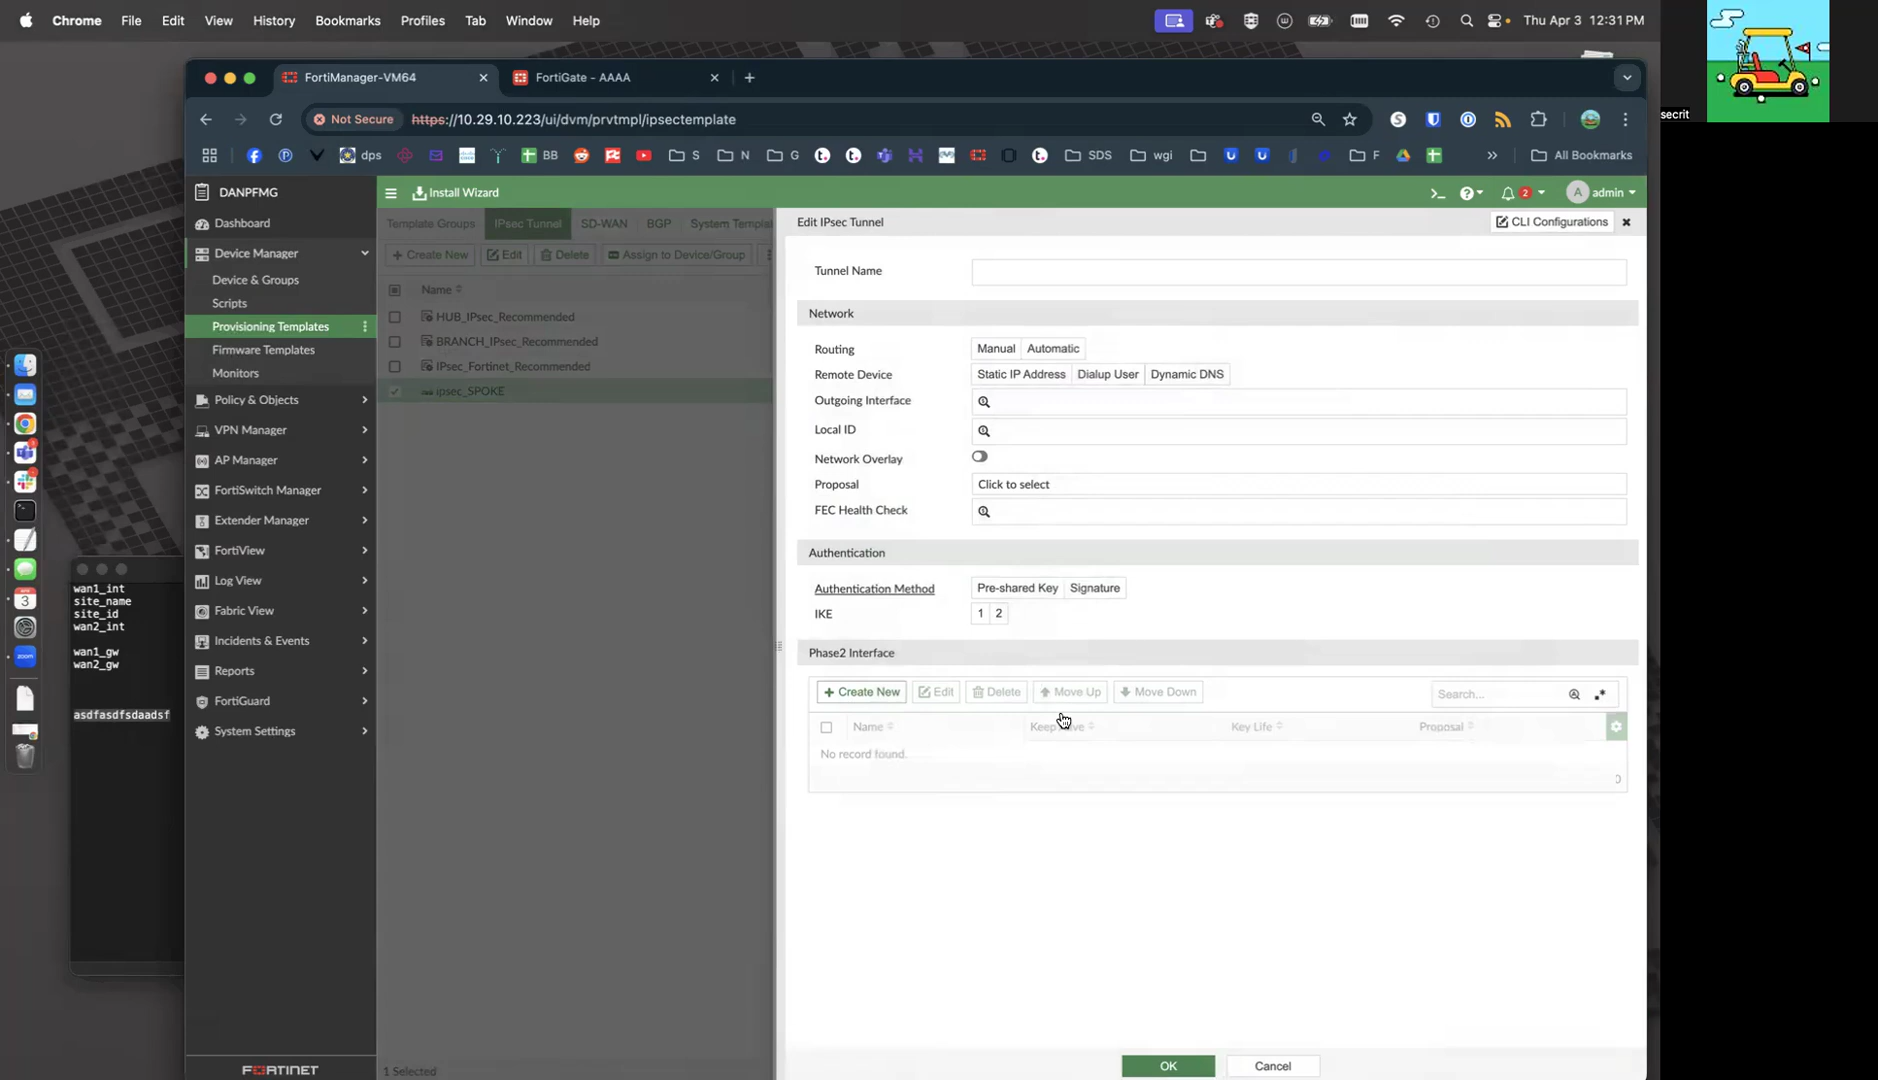 Chrome File Edit View History Bookmarks Profiles Tab Window Help
Thu Apr 3 12:31 PM
FortiManager-VM64
FortiGate - AAAA
Not Secure https://10.29.10.223/ui/dvm/prvtmpl/ipsectemplate
dps BB S N G SDS wgi F » All Bookmarks
secrit
DANPFMG
Install Wizard
2
A admin
Dashboard
Device Manager
Device & Groups
Scripts
Provisioning Templates
Firmware Templates
Monitors
Policy & Objects
VPN Manager
AP Manager
FortiSwitch Manager
Extender Manager
FortiView
Log View
Fabric View
Incidents & Events
Reports
FortiGuard
System Settings
FORTINET
Template Groups IPsec Tunnel SD-WAN BGP System Templa
+ Create New Edit Delete Assign to Device/Group
Name
HUB_IPsec_Recommended
BRANCH_IPsec_Recommended
IPsec_Fortinet_Recommended
ipsec_SPOKE
1 Selected
Edit IPsec Tunnel
CLI Configurations
Tunnel Name
Network
Routing Manual Automatic
Remote Device Static IP Address Dialup User Dynamic DNS
Outgoing Interface
Local ID
Network Overlay
Proposal Click to select
FEC Health Check
Authentication
Authentication Method Pre-shared Key Signature
IKE 1 2
Phase2 Interface
+ Create New Edit Delete Move Up Move Down Search...
Name Key Life Proposal
No record found.
0
OK Cancel
wan1_int
site_name
site_id
wan2_int
wan1_gw
wan2_gw
asdfasdfsdaadsf
3
zoom